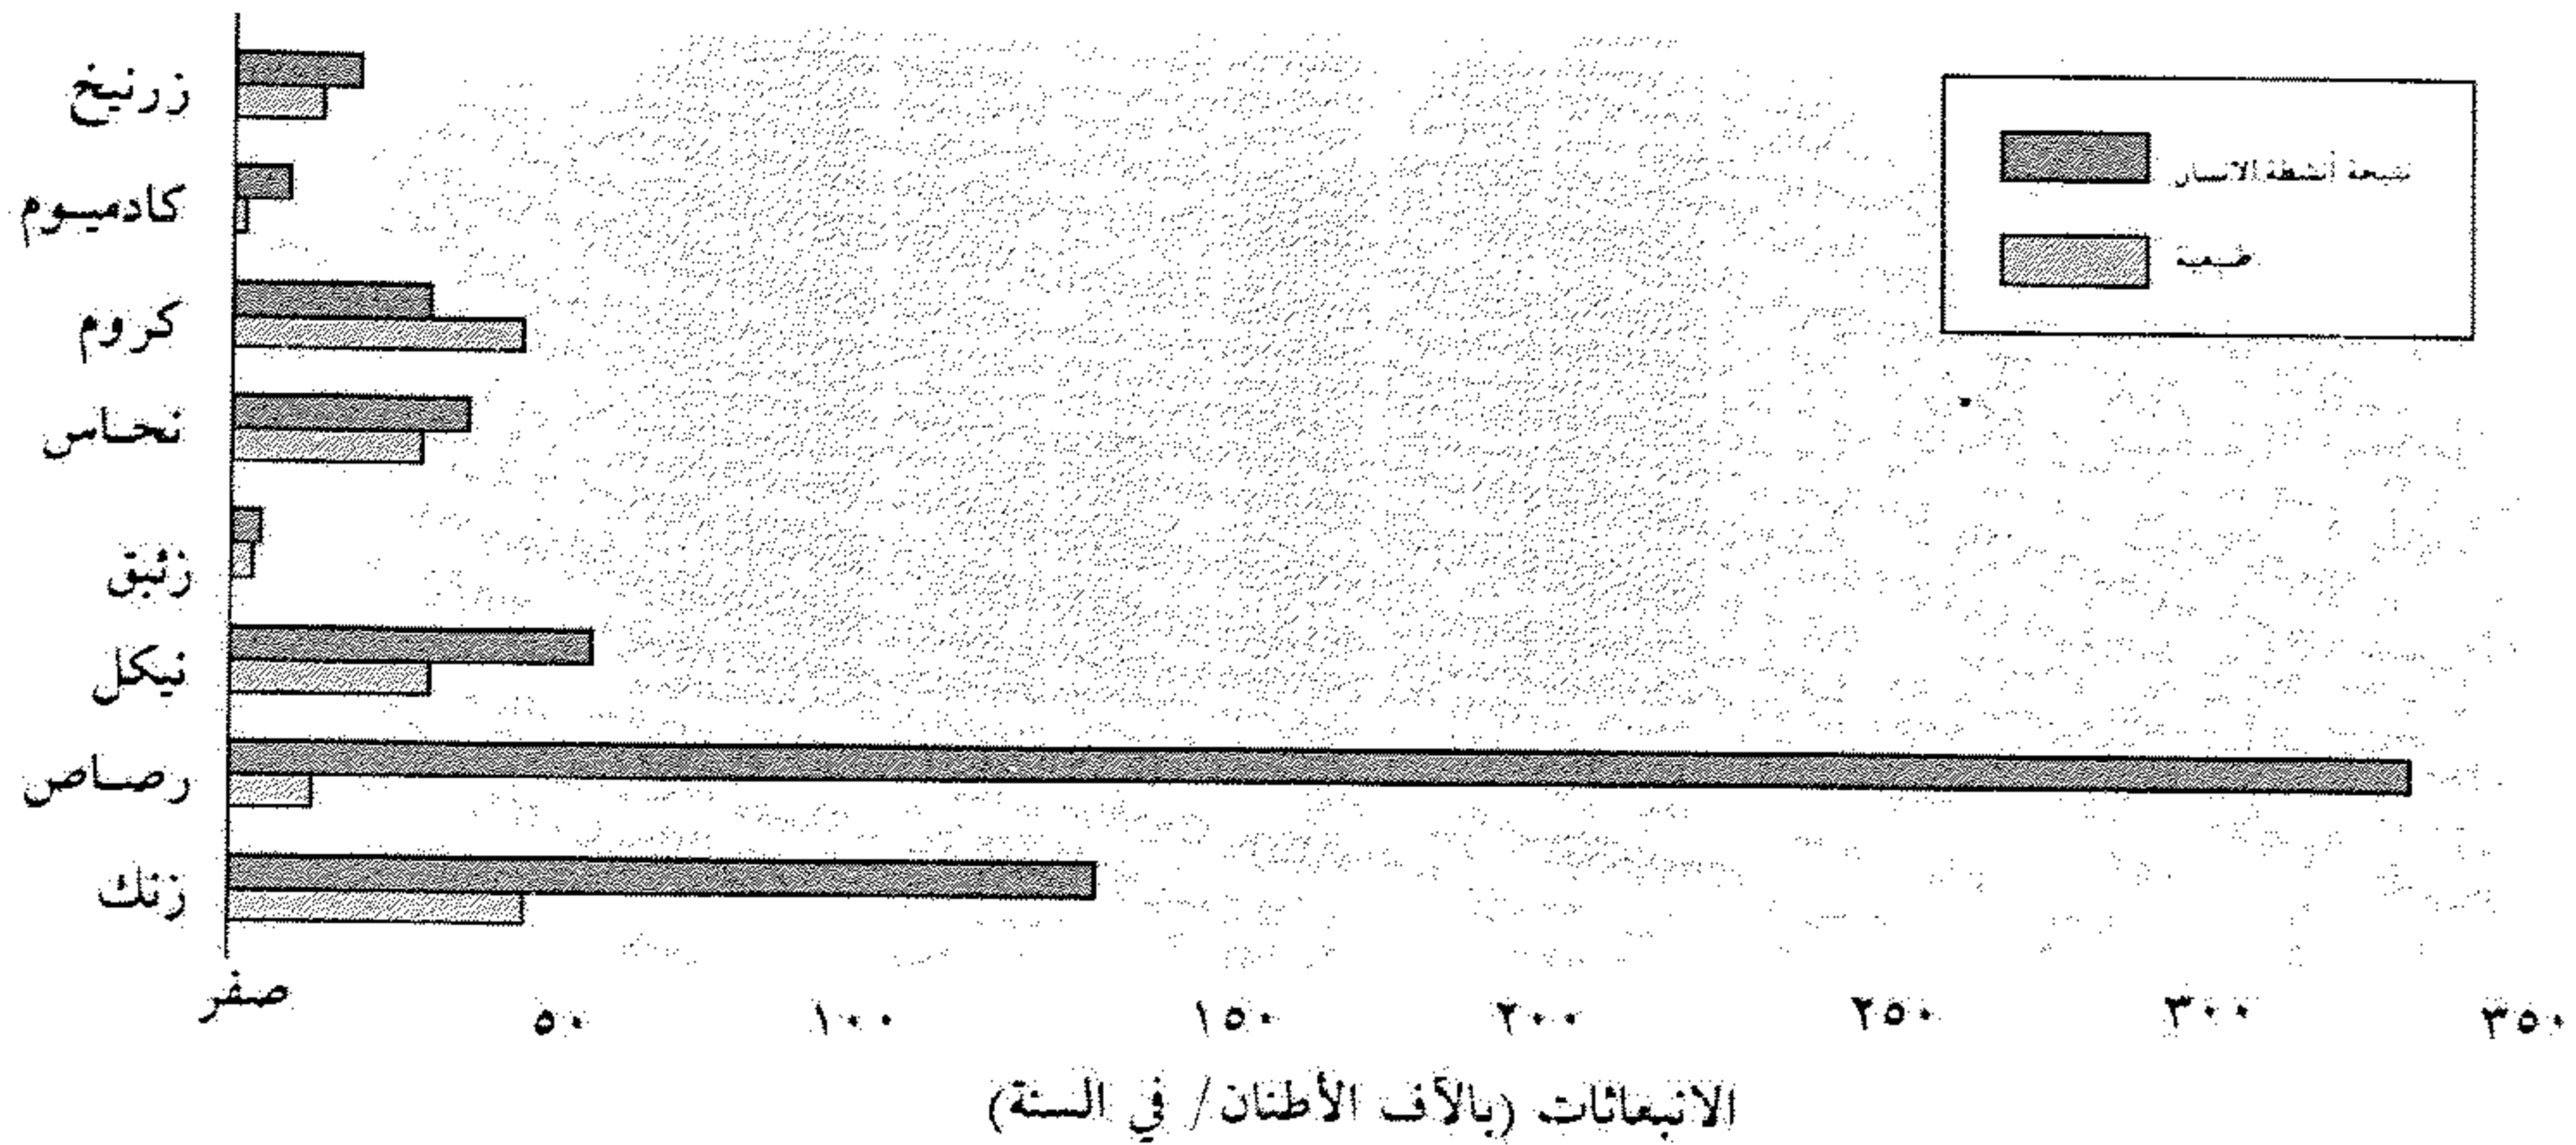 زرنيخ
كادميوم
كروم
نحاس
زئبق
نيكل
رصاص
زنك
نتيجة أنشطة الانسان
طبيعية
صفر
٥٠
١٠٠
١٥٠
٢٠٠
٢٥٠
٣٠٠
٣٥٠
الانبعاثات (بالآف الأطنان/ في السنة)